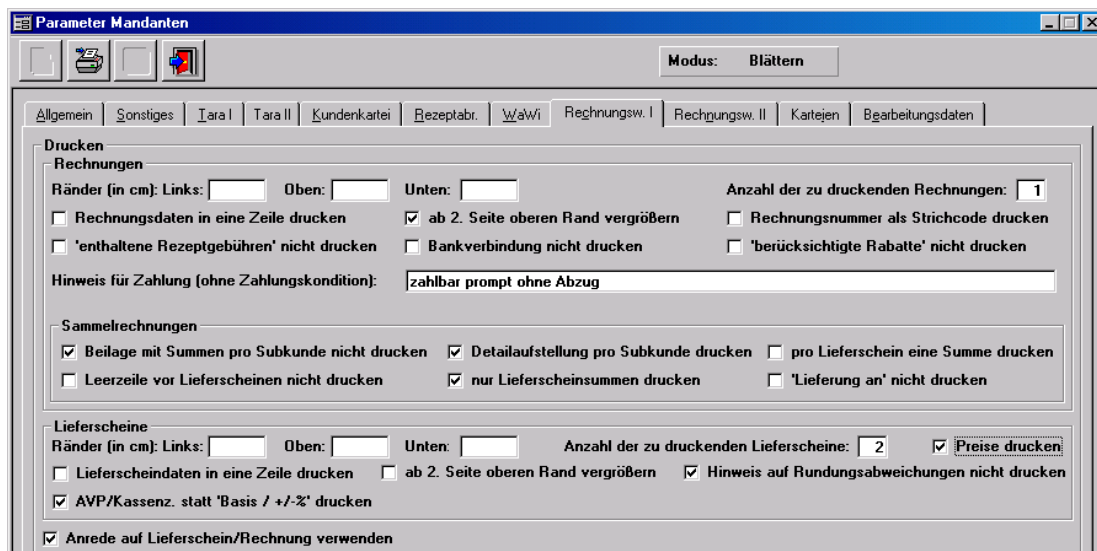 Parameter Mandanten
Modus: Blättern
Allgemein Sonstiges Tara I Tara II Kundenkartei Rezeptabr. WaWi Rechnungsw. I Rechnungsw. II Karteien Bearbeitungsdaten
Drucken
Rechnungen
Ränder (in cm): Links: Oben: Unten: Anzahl der zu druckenden Rechnungen: 1
Rechnungsdaten in eine Zeile drucken ab 2. Seite oberen Rand vergrößern Rechnungsnummer als Strichcode drucken
'enthaltene Rezeptgebühren' nicht drucken Bankverbindung nicht drucken 'berücksichtigte Rabatte' nicht drucken
Hinweis für Zahlung (ohne Zahlungskondition): zahlbar prompt ohne Abzug
Sammelrechnungen
Beilage mit Summen pro Subkunde nicht drucken Detailaufstellung pro Subkunde drucken pro Lieferschein eine Summe drucken
Leerzeile vor Lieferscheinen nicht drucken nur Lieferscheinsummen drucken 'Lieferung an' nicht drucken
Lieferscheine
Ränder (in cm): Links: Oben: Unten: Anzahl der zu druckenden Lieferscheine: 2 Preise drucken
Lieferscheindaten in eine Zeile drucken ab 2. Seite oberen Rand vergrößern Hinweis auf Rundungsabweichungen nicht drucken
AVP/Kassenz. statt 'Basis / +/-%' drucken
Anrede auf Lieferschein/Rechnung verwenden